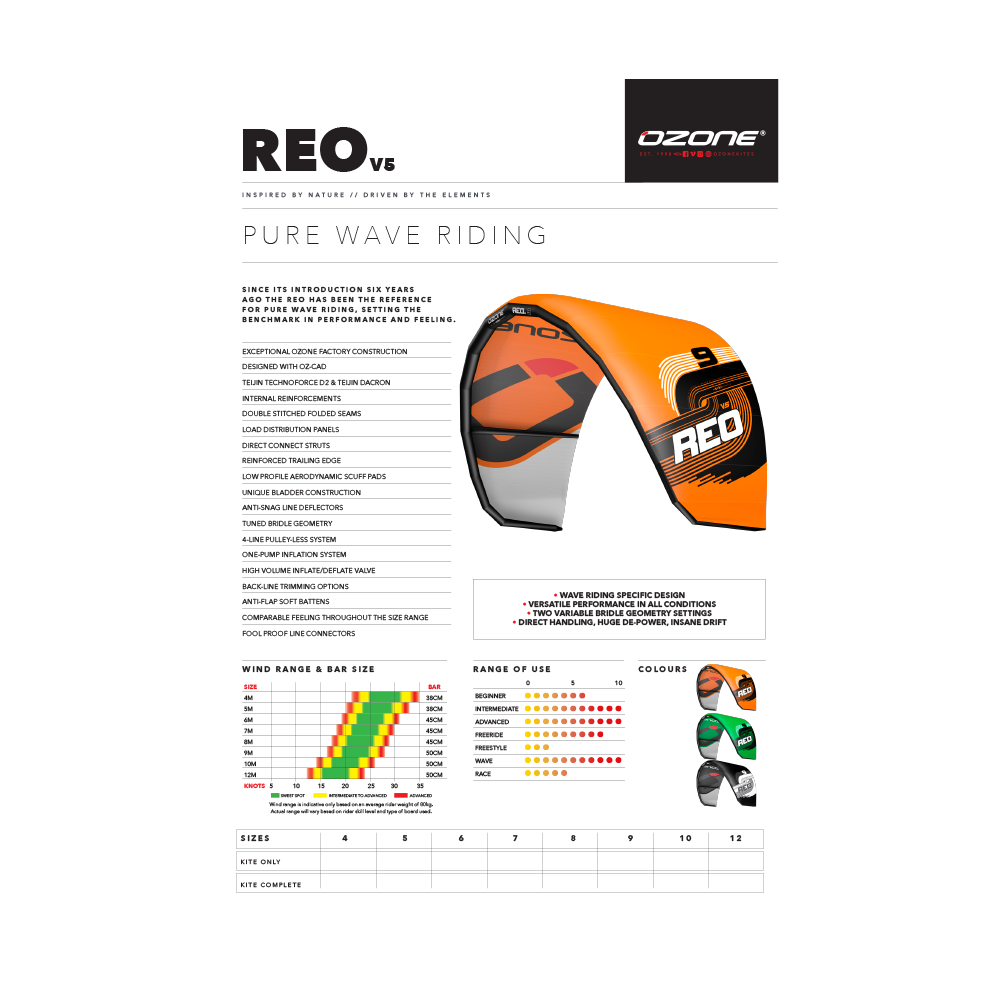 REO V5
OZONE®
EST. 1998 OZONEKITES
INSPIRED BY NATURE // DRIVEN BY THE ELEMENTS
PURE WAVE RIDING
SINCE ITS INTRODUCTION SIX YEARS
AGO THE REO HAS BEEN THE REFERENCE
FOR PURE WAVE RIDING, SETTING THE
BENCHMARK IN PERFORMANCE AND FEELING.
EXCEPTIONAL OZONE FACTORY CONSTRUCTION
DESIGNED WITH OZ-CAD
TEIJIN TECHNOFORCE D2 & TEIJIN DACRON
INTERNAL REINFORCEMENTS
DOUBLE STITCHED FOLDED SEAMS
LOAD DISTRIBUTION PANELS
DIRECT CONNECT STRUTS
REINFORCED TRAILING EDGE
LOW PROFILE AERODYNAMIC SCUFF PADS
UNIQUE BLADDER CONSTRUCTION
ANTI-SNAG LINE DEFLECTORS
TUNED BRIDLE GEOMETRY
4-LINE PULLEY-LESS SYSTEM
ONE-PUMP INFLATION SYSTEM
HIGH VOLUME INFLATE/DEFLATE VALVE
BACK-LINE TRIMMING OPTIONS
ANTI-FLAP SOFT BATTENS
COMPARABLE FEELING THROUGHOUT THE SIZE RANGE
FOOL PROOF LINE CONNECTORS
OZONE REO
OZONE
9
V5
REO
• WAVE RIDING SPECIFIC DESIGN
• VERSATILE PERFORMANCE IN ALL CONDITIONS
• TWO VARIABLE BRIDLE GEOMETRY SETTINGS
• DIRECT HANDLING, HUGE DE-POWER, INSANE DRIFT
WIND RANGE & BAR SIZE
SIZE BAR
4M 38CM
5M 38CM
6M 45CM
7M 45CM
8M 45CM
9M 50CM
10M 50CM
12M 50CM
KNOTS 5 10 15 20 25 30 35
SWEET SPOT INTERMEDIATE TO ADVANCED ADVANCED
Wind range is indicative only based on an average rider weight of 80kg.
Actual range will vary based on rider skill level and type of board used.
RANGE OF USE
0 5 10
BEGINNER
INTERMEDIATE
ADVANCED
FREERIDE
FREESTYLE
WAVE
RACE
COLOURS
REO
REO
REO
SIZES 4 5 6 7 8 9 10 12
KITE ONLY
KITE COMPLETE